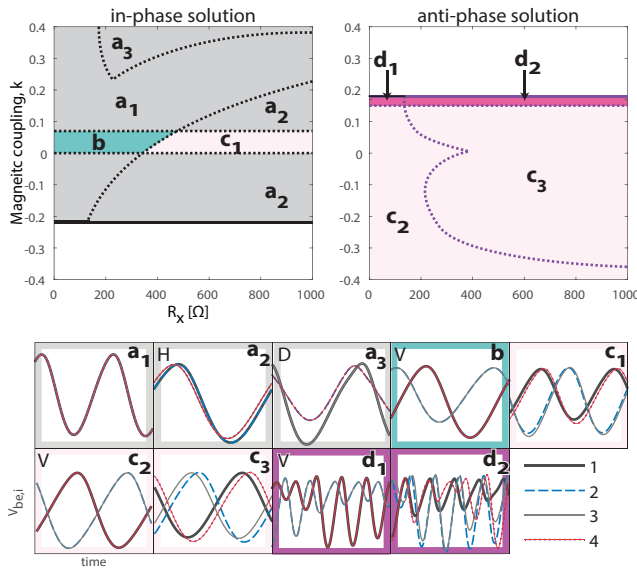 in-phase solution
anti-phase solution
Magneitc coupling, k
0.4
0.3
0.2
0.1
0
-0.1
-0.2
-0.3
-0.4
a3
a1
a2
b
c1
a2
0 200 400 600 800 1000
Rx [Ω]
0.4
0.3
0.2
0.1
0
-0.1
-0.2
-0.3
-0.4
d1
d2
c3
c2
0 200 400 600 800 1000
a1
H
a2
D
a3
V
b
c1
V
c2
c3
V
d1
d2
Vbe,i
time
1
2
3
4